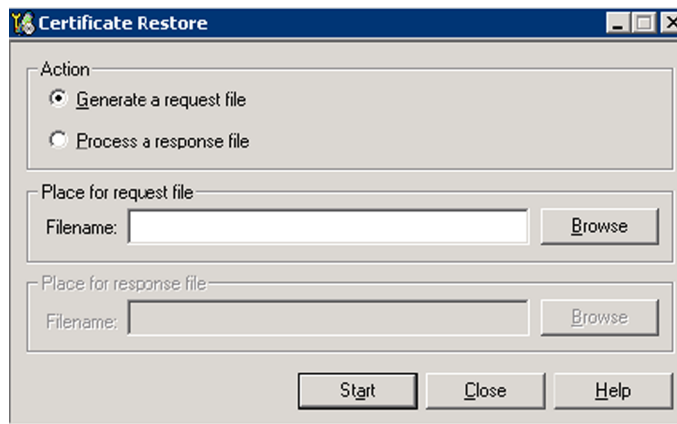 Certificate Restore
Action
Generate a request file
Process a response file
Place for request file
Filename:
Browse
Place for response file
Filename:
Browse
Start
Close
Help